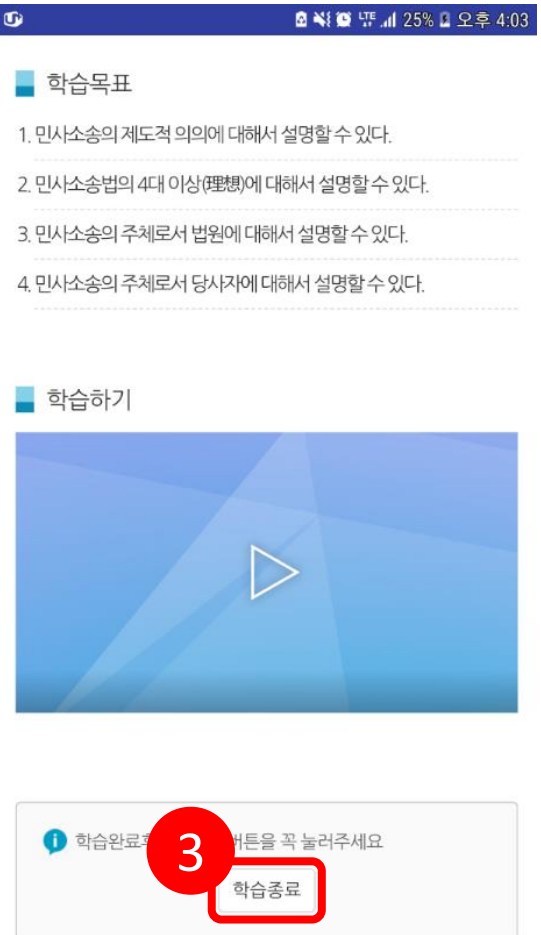 25% 오후 4:03
학습목표
1. 민사소송의 제도적 의의에 대해서 설명할 수 있다.
2. 민사소송법의 4대 이상(理想)에 대해서 설명할 수 있다.
3. 민사소송의 주체로서 법원에 대해서 설명할 수 있다.
4. 민사소송의 주체로서 당사자에 대해서 설명할 수 있다.
학습하기
학습완료후 버튼을 꼭 눌러주세요
3
학습종료